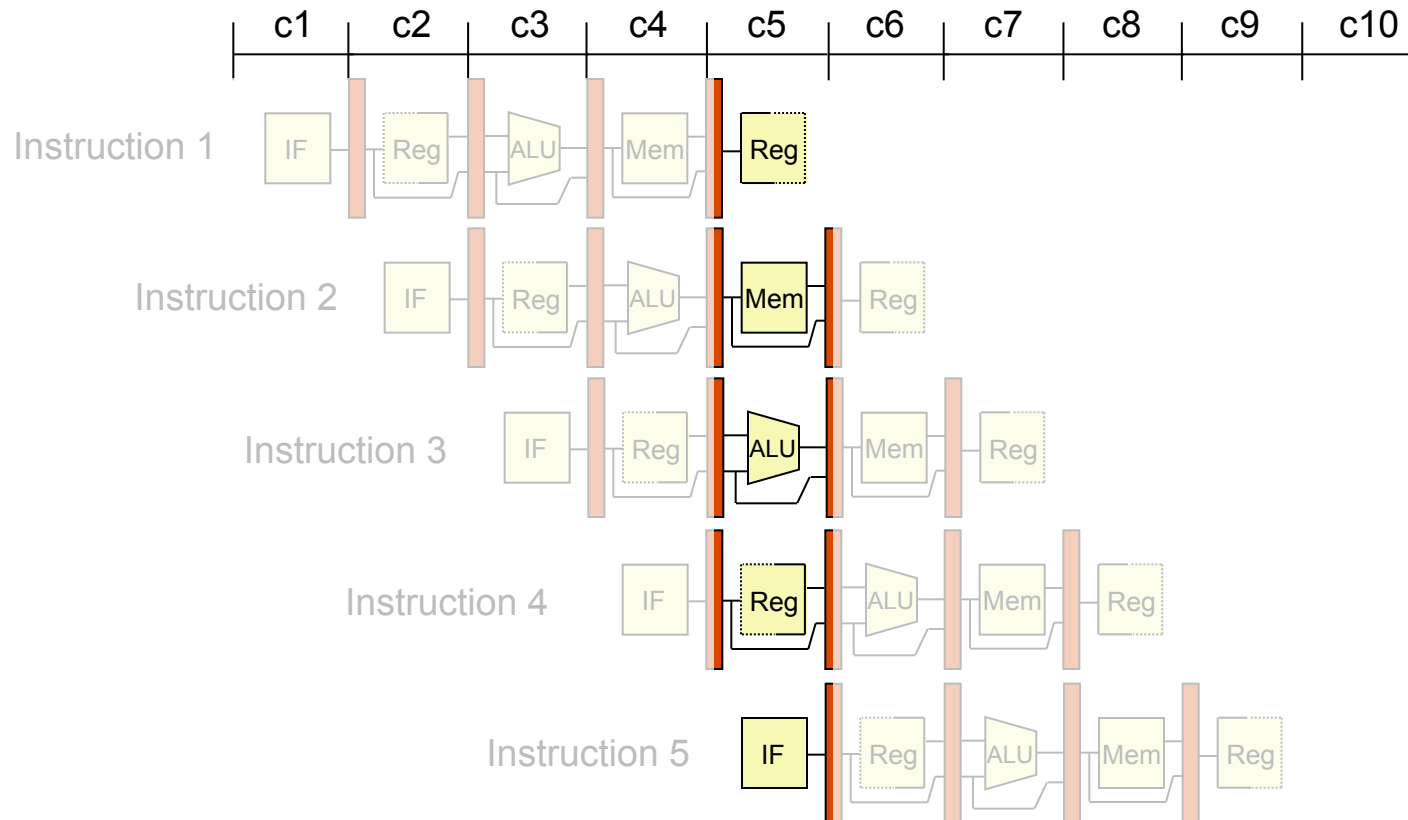 c1 c2 c3 c4 c5 c6 c7 c8 c9 c10
Instruction 1 IF Reg ALU Mem Reg
Instruction 2 IF Reg ALU Mem Reg
Instruction 3 IF Reg ALU Mem Reg
Instruction 4 IF Reg ALU Mem Reg
Instruction 5 IF Reg ALU Mem Reg